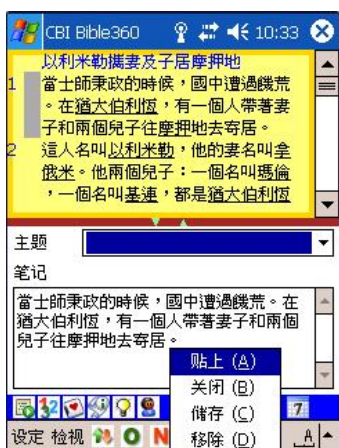 CBI Bible360 10:33
以利米勒攜妻及子居摩押地
1 當士師秉政的時候，國中遭遇饑荒
。在猶大伯利恆，有一個人帶著妻
子和兩個兒子往摩押地去寄居。
2 這人名叫以利米勒，他的妻名叫拿
俄米。他兩個兒子：一個名叫瑪倫
，一個名叫基連，都是猶大伯利恆
主题
笔记
當士師秉政的時候，國中遭遇饑荒。在
猶大伯利恆，有一個人帶著妻子和兩個
兒子往摩押地去寄居。
贴上 (A)
关闭 (B)
储存 (C)
移除 (D)
7
设定 检视 O N A